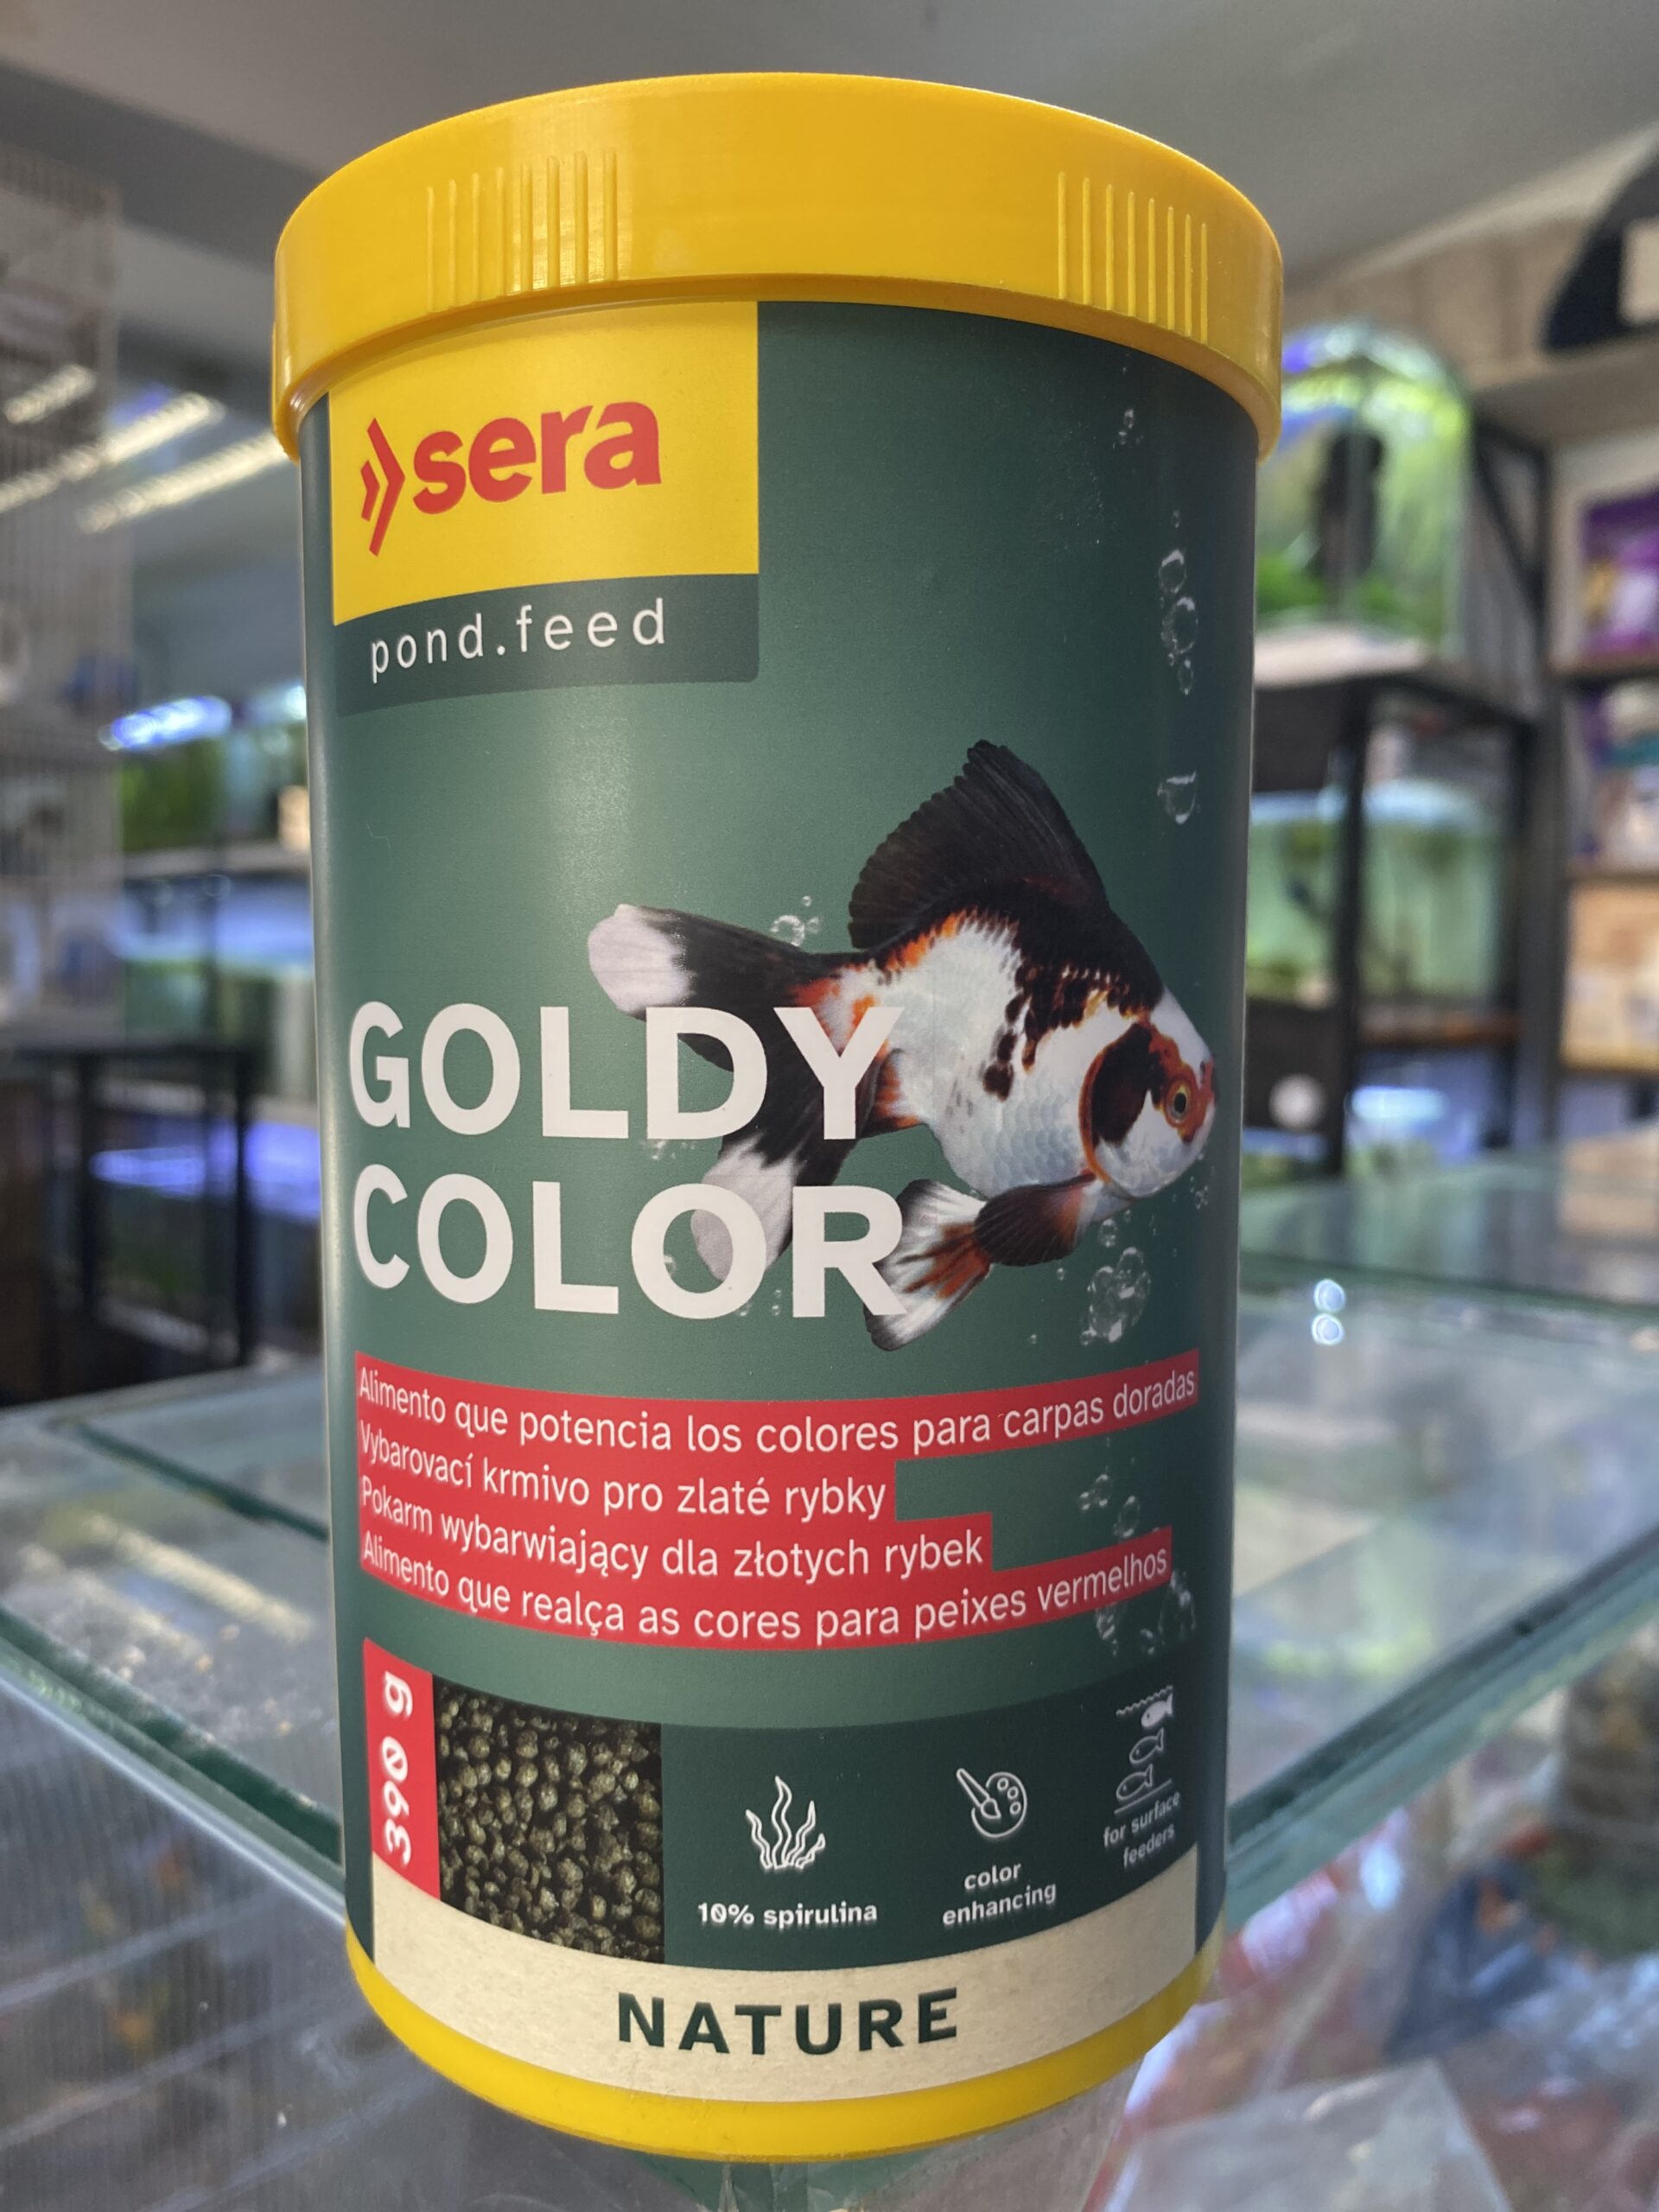 sera
pond.feed
GOLDY
COLOR
Alimento que potencia los colores para carpas doradas
Vybarovací krmivo pro zlaté rybky
Pokarm wybarwiający dla złotych rybek
Alimento que realça as cores para peixes vermelhos
390 g
10% spirulina
color
enhancing
for surface
feeders
NATURE